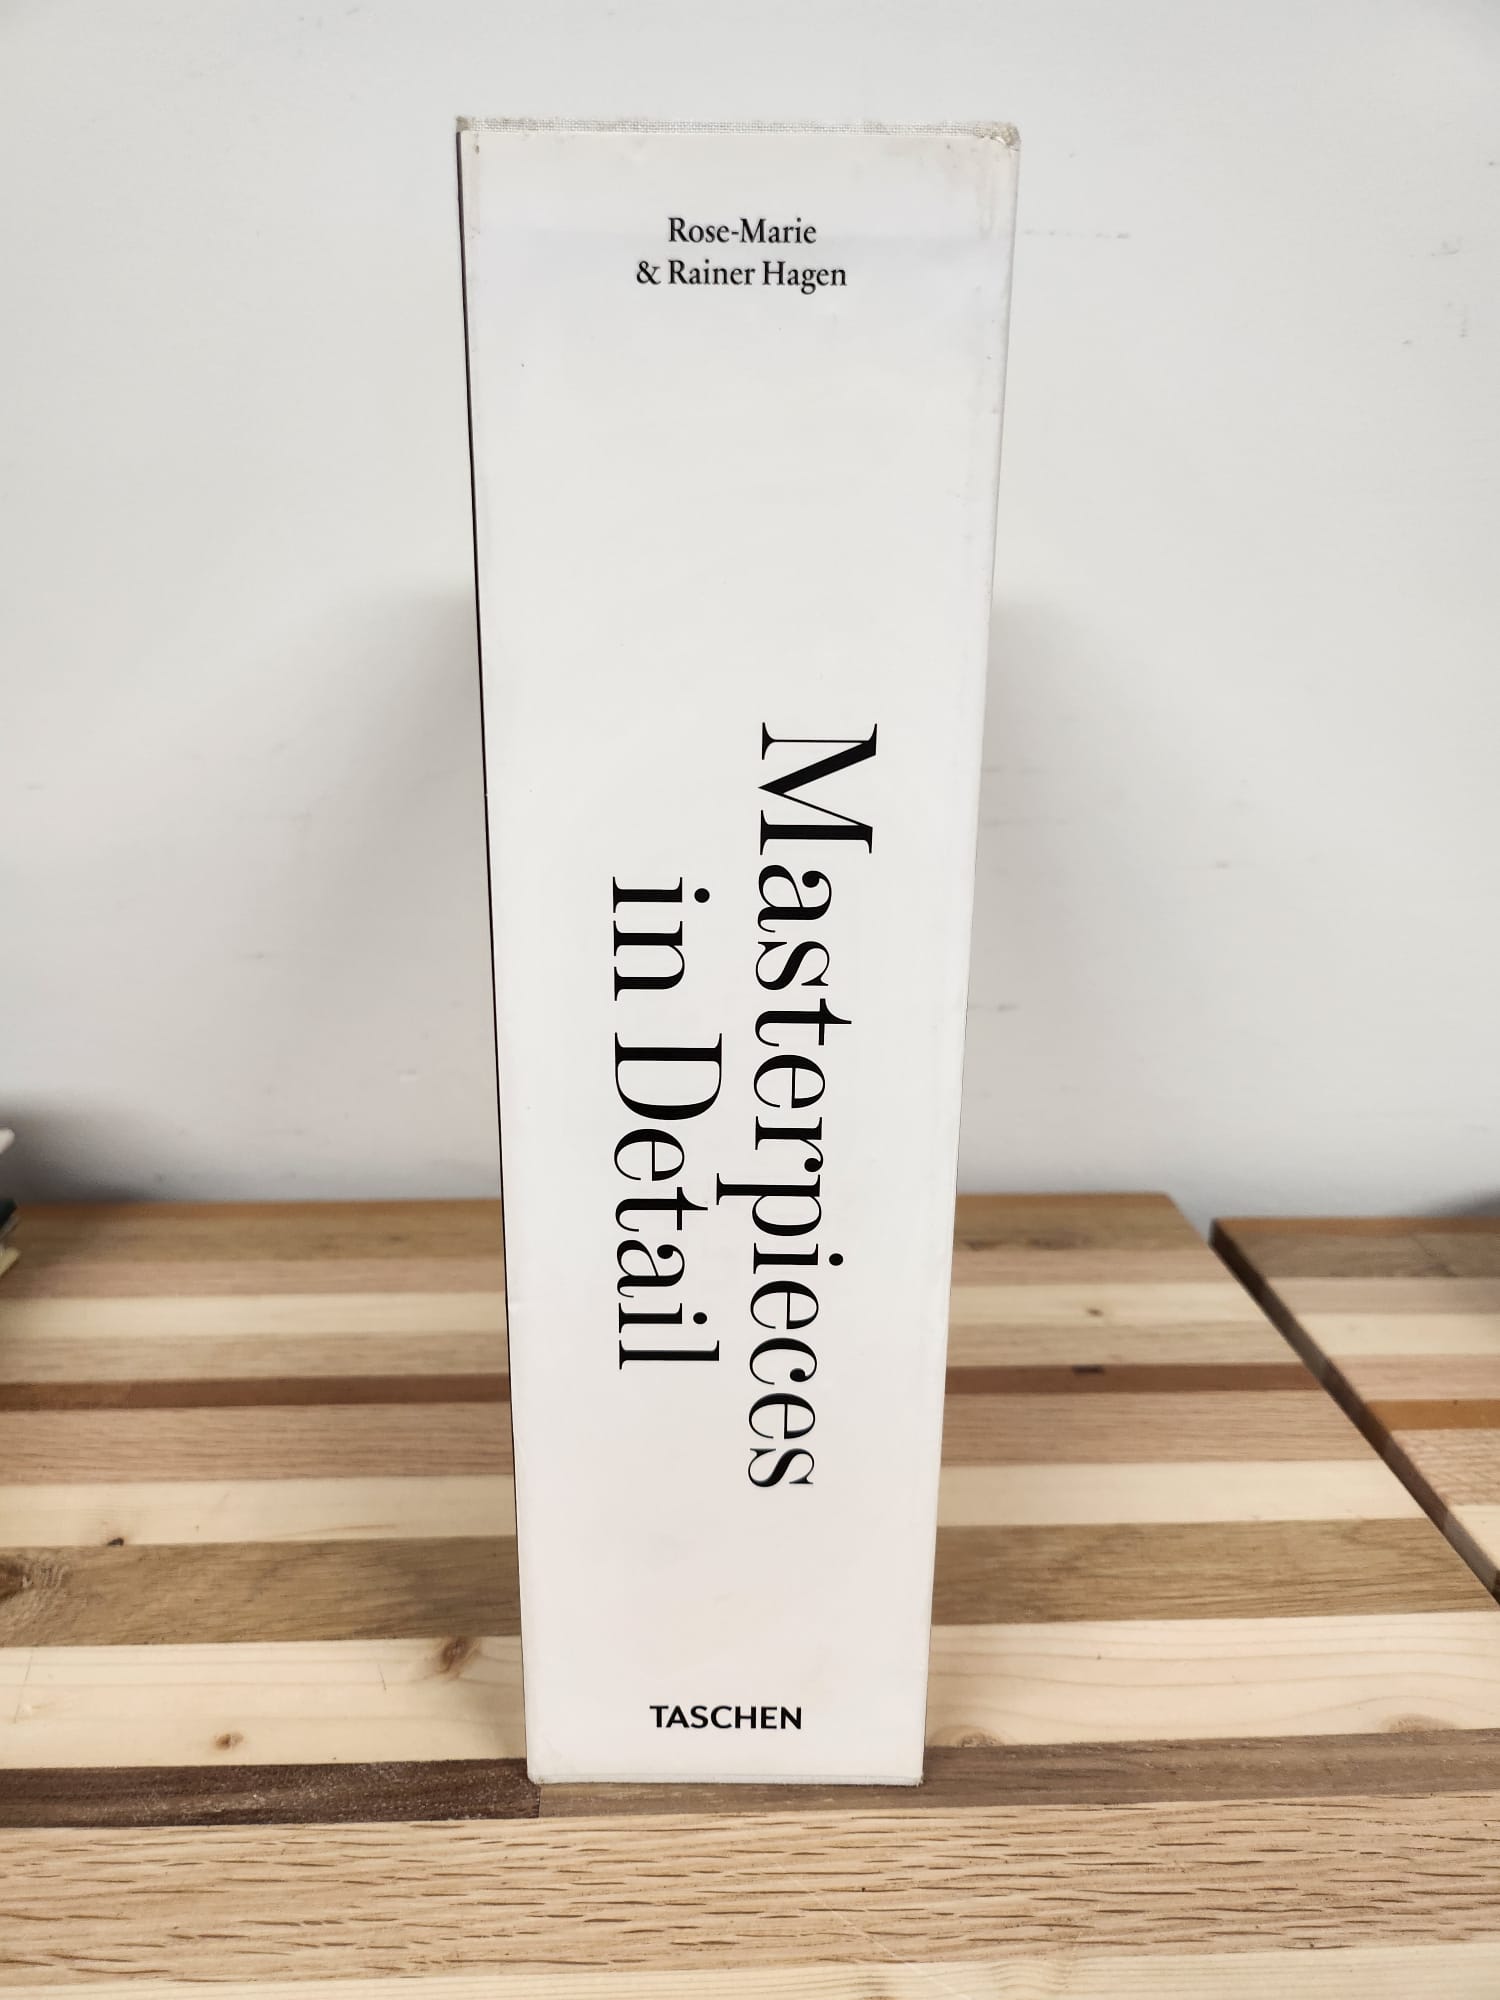 Rose-Marie
& Rainer Hagen
Masterpieces
in Detail
TASCHEN